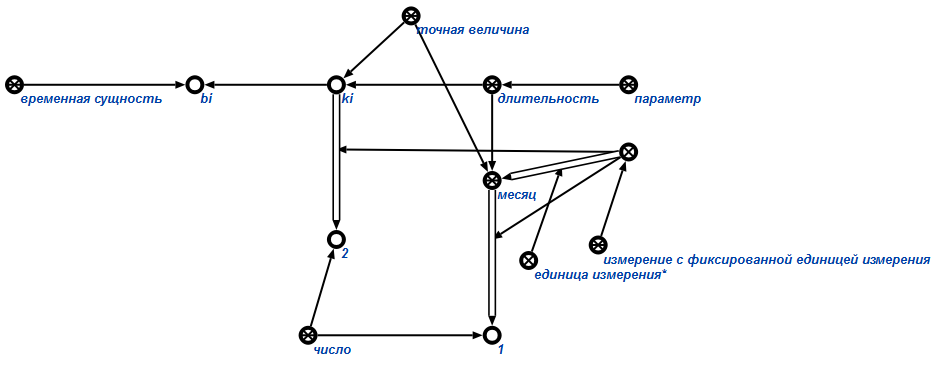 точная величина
временная сущность
bi
ki
длительность
параметр
месяц
2
измерение с фиксированной единицей измерения
единица измерения*
число
1